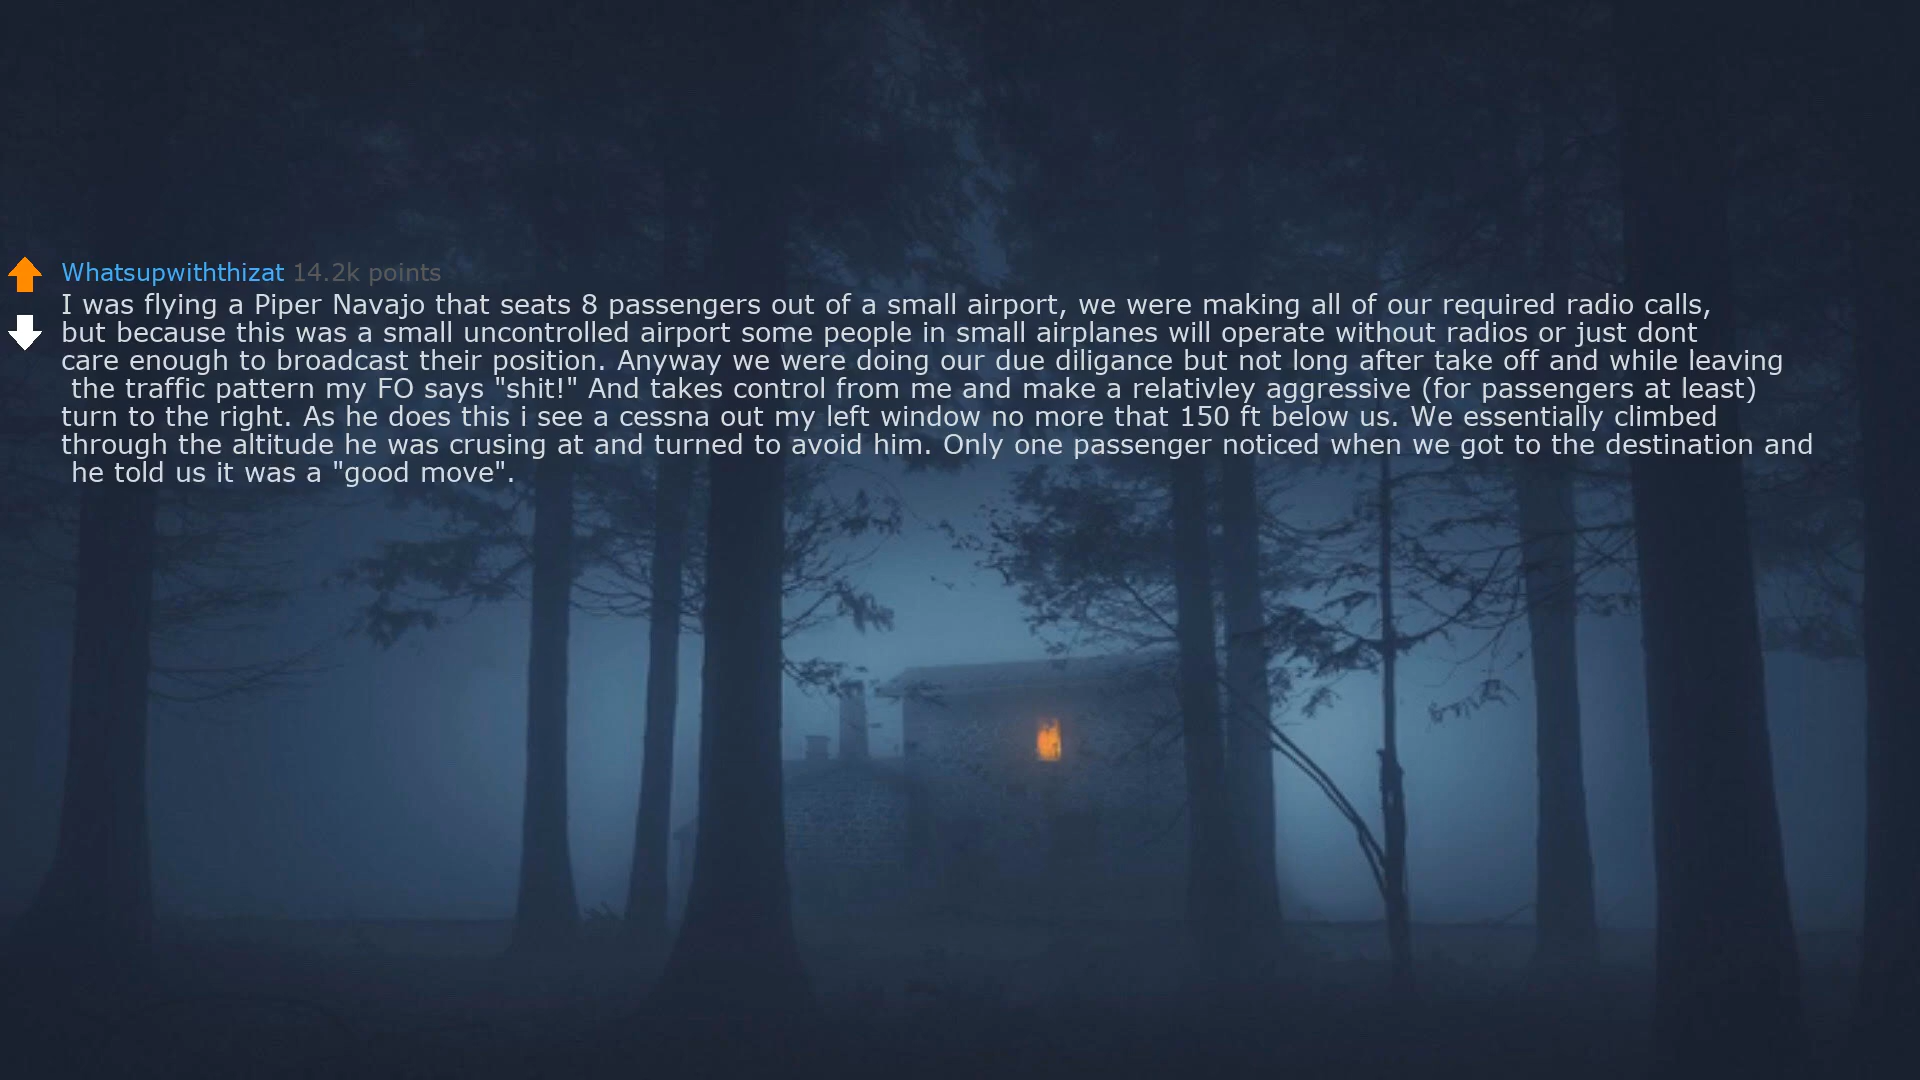 Whatsupwiththizat 14.2k points
I was flying a Piper Navajo that seats 8 passengers out of a small airport, we were making all of our required radio calls,
but because this was a small uncontrolled airport some people in small airplanes will operate without radios or just dont
care enough to broadcast their position. Anyway we were doing our due diligance but not long after take off and while leaving
the traffic pattern my FO says "shit!" And takes control from me and make a relativley aggressive (for passengers at least)
turn to the right. As he does this i see a cessna out my left window no more that 150 ft below us. We essentially climbed
through the altitude he was crusing at and turned to avoid him. Only one passenger noticed when we got to the destination and
he told us it was a "good move".